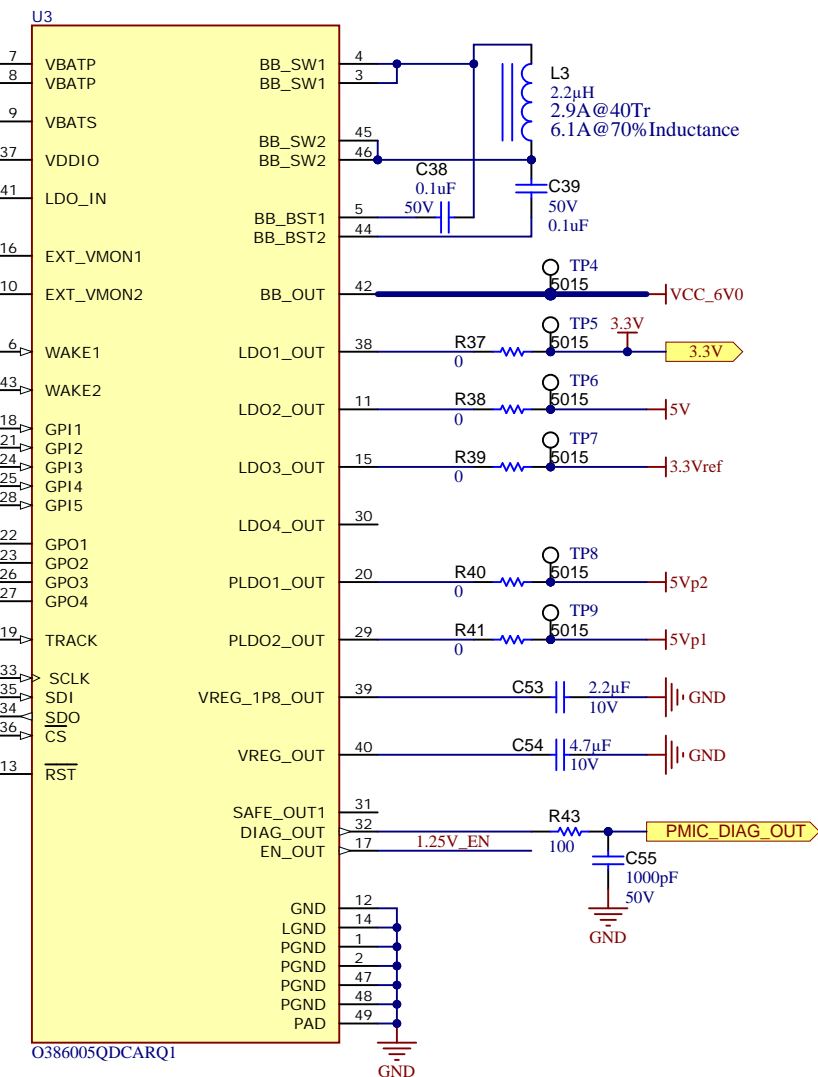 U3
7 VBATP BB_SW1 4
8 VBATP BB_SW1 3
L3
2.2µH
2.9A@40Tr
6.1A@70%Inductance
9 VBATS
BB_SW2 45
37 VDDIO BB_SW2 46
C38
0.1uF
50V
C39
50V
0.1uF
41 LDO_IN
BB_BST1 5
BB_BST2 44
16 EXT_VMON1
TP4
5015
10 EXT_VMON2 BB_OUT 42 VCC_6V0
TP5 3.3V
5015
6 WAKE1 LDO1_OUT 38 R37 0 3.3V
43 WAKE2
TP6
5015
LDO2_OUT 11 R38 0 5V
18 GPI1
21 GPI2
TP7
5015
24 GPI3 LDO3_OUT 15 R39 0 3.3Vref
25 GPI4
28 GPI5
LDO4_OUT 30
22 GPO1
23 GPO2
TP8
5015
26 GPO3 PLDO1_OUT 20 R40 0 5Vp2
27 GPO4
TP9
5015
19 TRACK PLDO2_OUT 29 R41 0 5Vp1
33 SCLK
35 SDI VREG_1P8_OUT 39 C53 2.2µF 10V GND
34 SDO
36 CS
VREG_OUT 40 C54 4.7µF 10V GND
13 RST
SAFE_OUT1 31
DIAG_OUT 32 R43 100 PMIC_DIAG_OUT
EN_OUT 17 1.25V_EN
C55
1000pF
50V
GND
GND 12
LGND 14
PGND 1
PGND 2
PGND 47
PGND 48
PAD 49
O386005QDCARQ1
GND